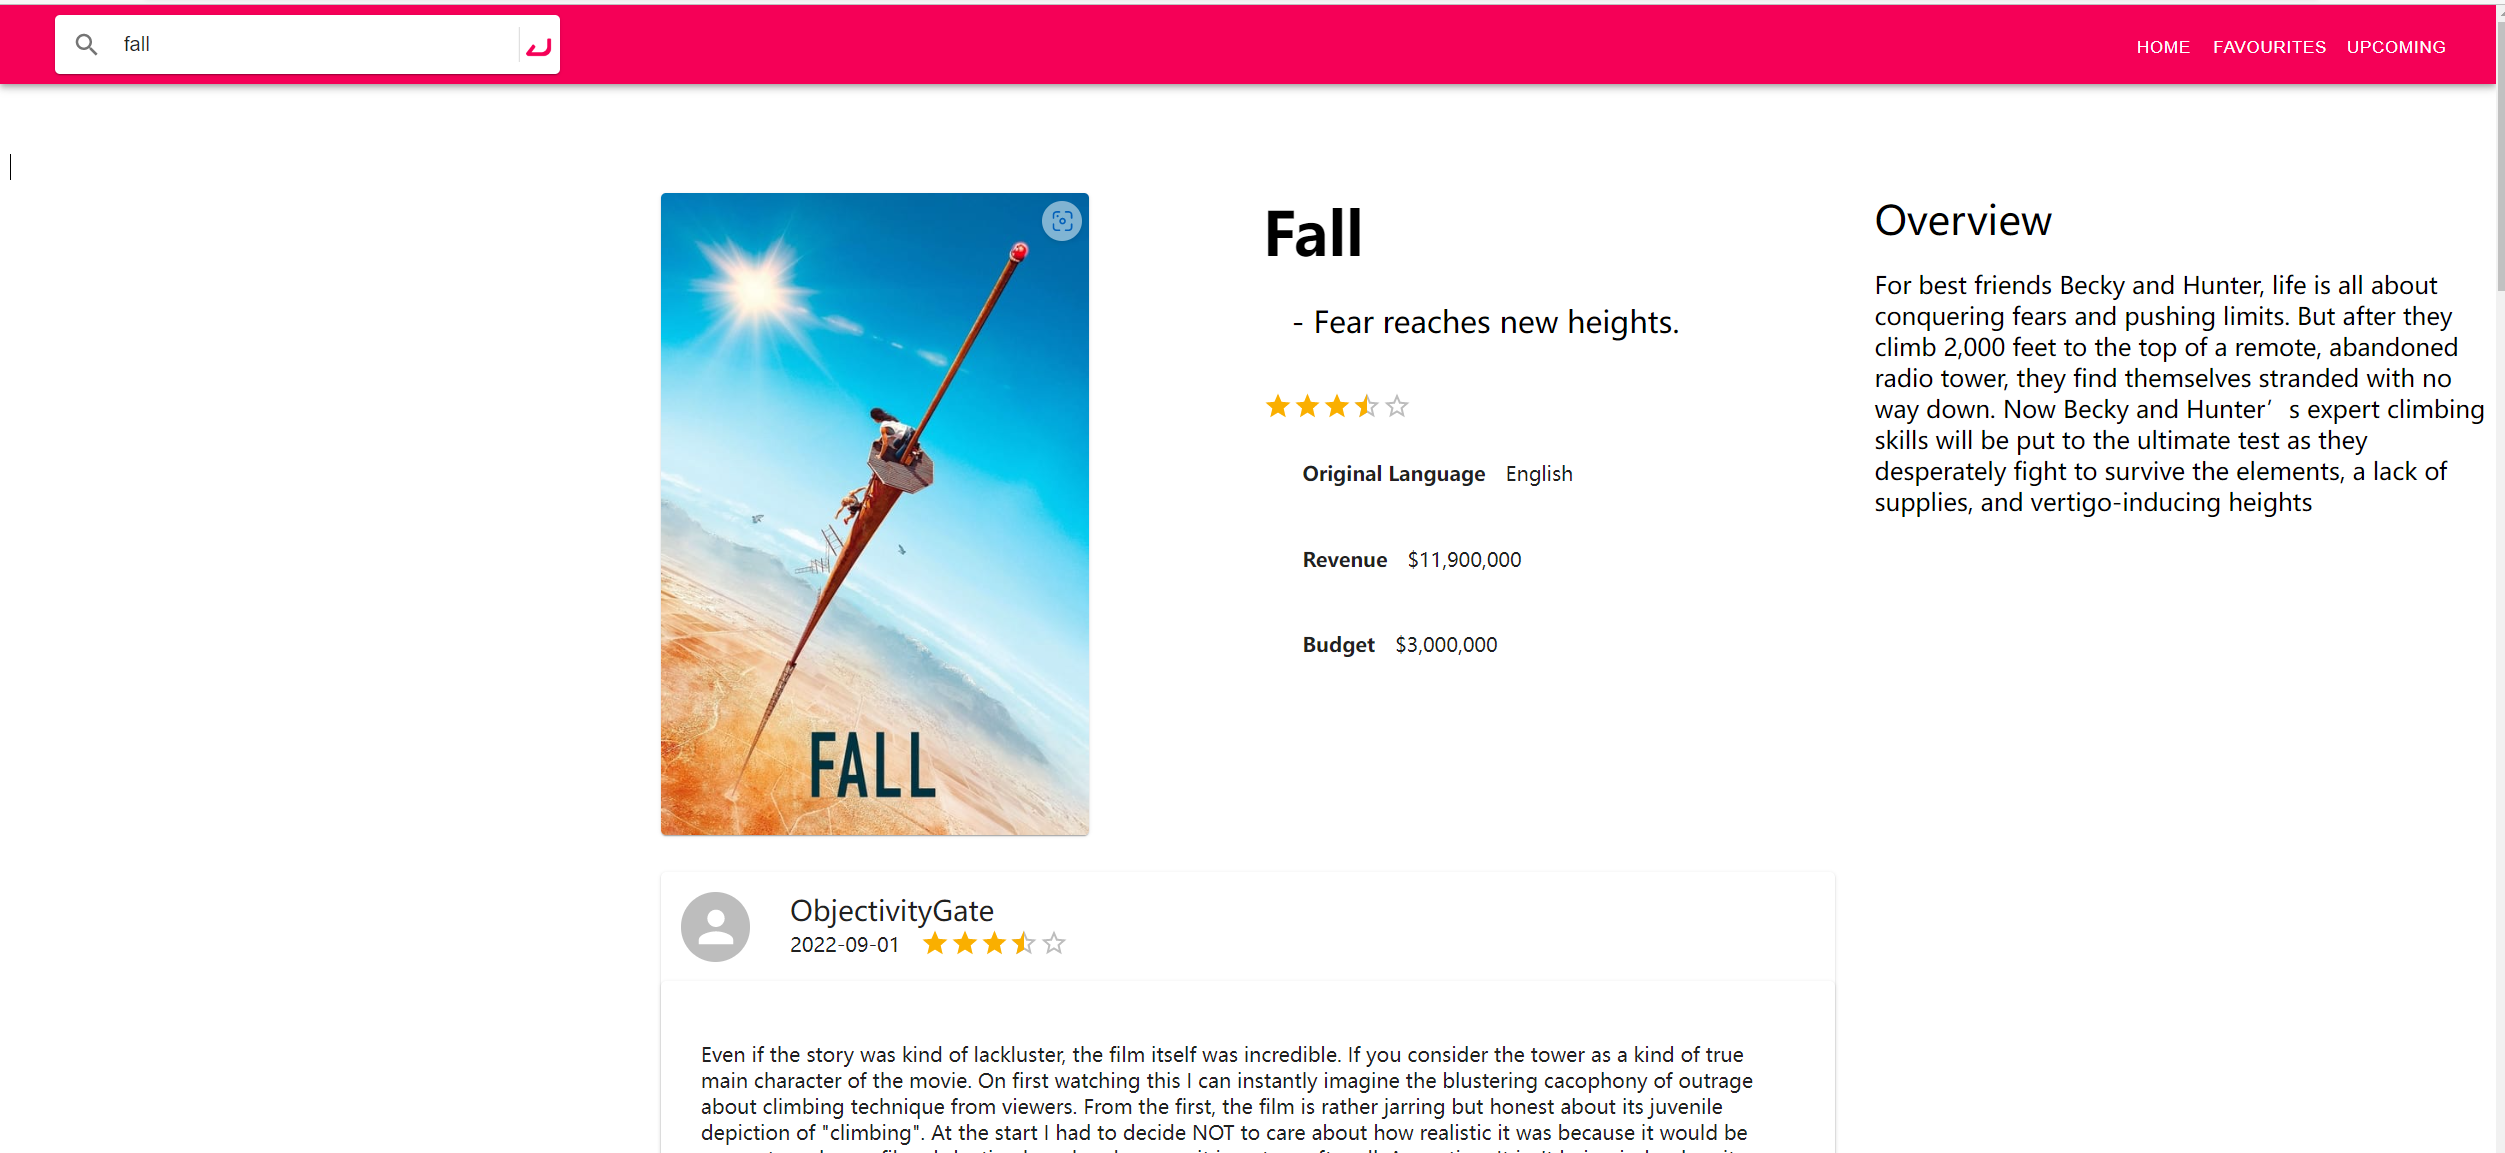 fall
HOME FAVOURITES UPCOMING
FALL
Fall
- Fear reaches new heights.
Original Language English
Revenue $11,900,000
Budget $3,000,000
Overview
For best friends Becky and Hunter, life is all about
conquering fears and pushing limits. But after they
climb 2,000 feet to the top of a remote, abandoned
radio tower, they find themselves stranded with no
way down. Now Becky and Hunter’s expert climbing
skills will be put to the ultimate test as they
desperately fight to survive the elements, a lack of
supplies, and vertigo-inducing heights
ObjectivityGate
2022-09-01
Even if the story was kind of lackluster, the film itself was incredible. If you consider the tower as a kind of true
main character of the movie. On first watching this I can instantly imagine the blustering cacophony of outrage
about climbing technique from viewers. From the first, the film is rather jarring but honest about its juvenile
depiction of "climbing". At the start I had to decide NOT to care about how realistic it was because it would be